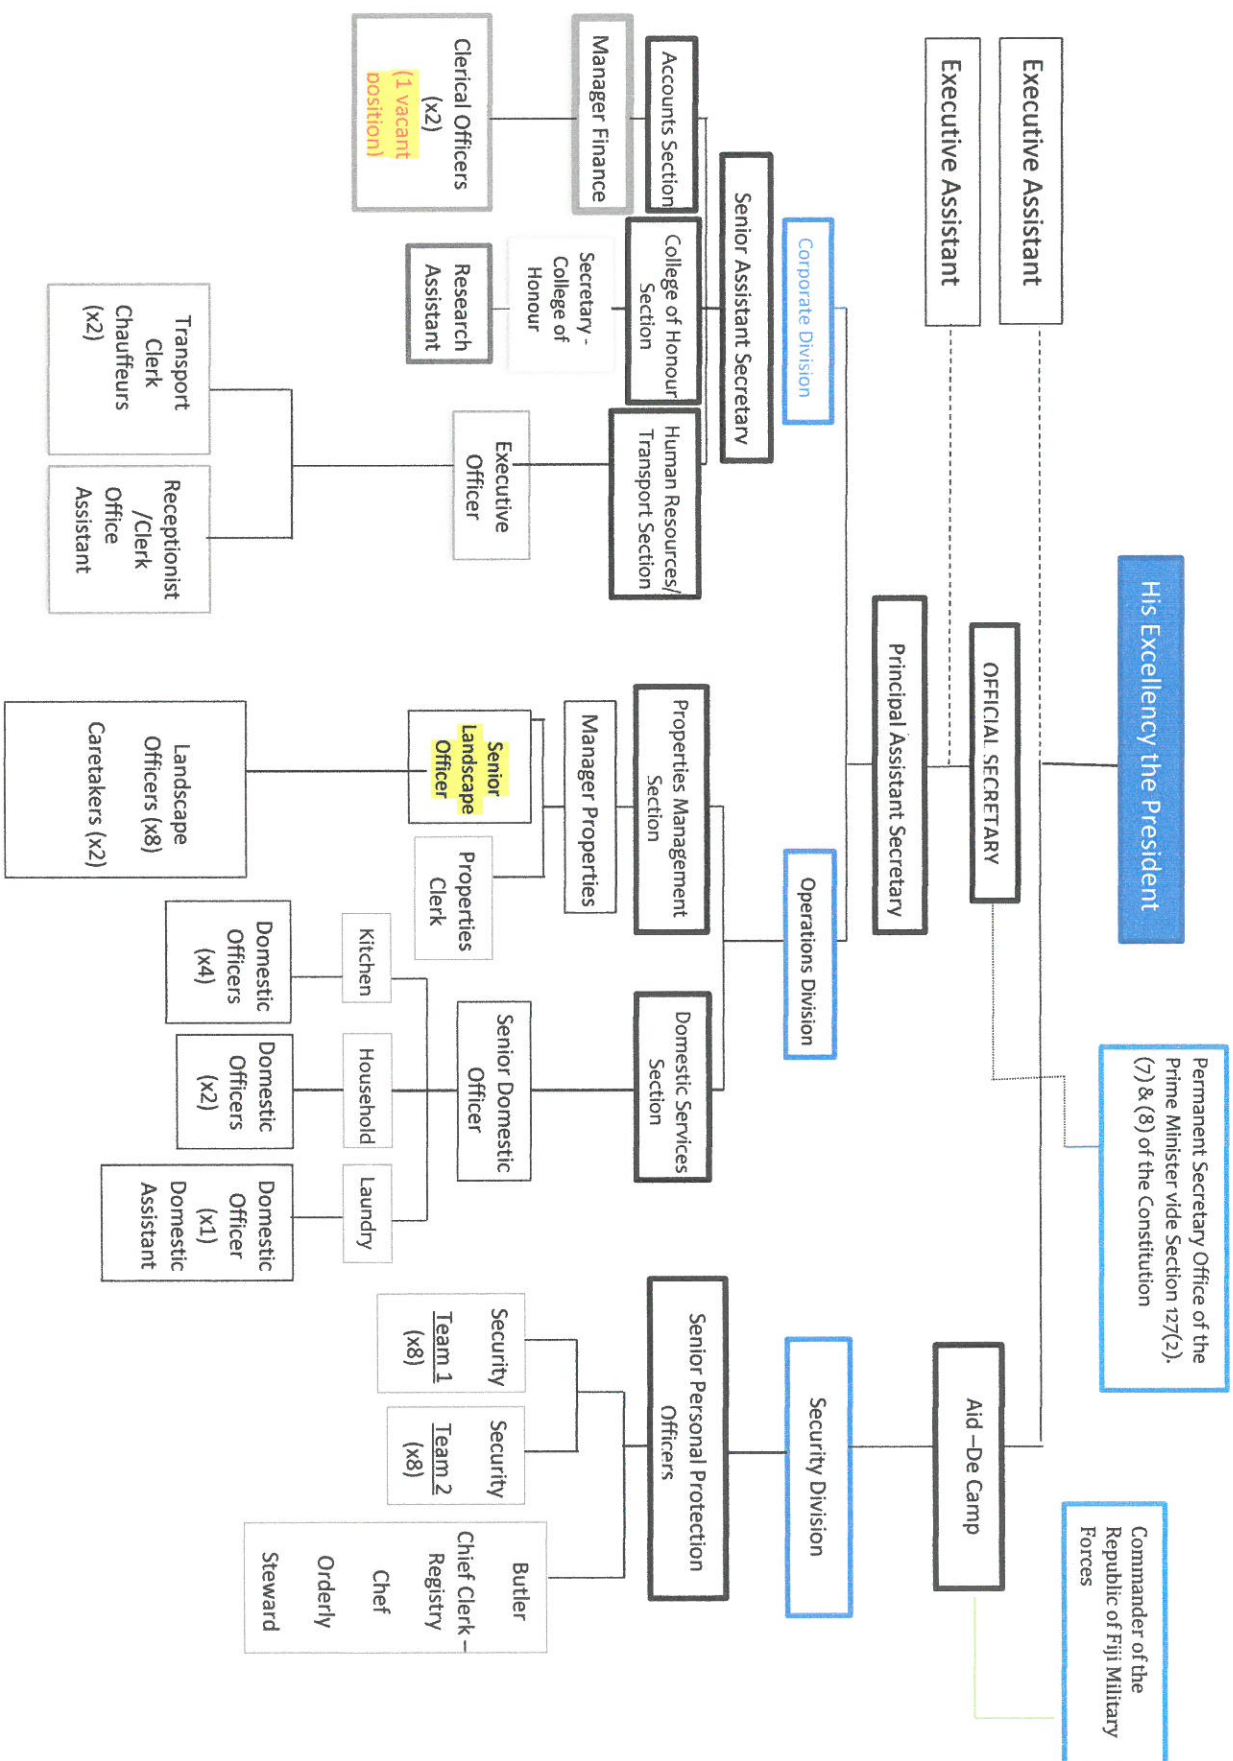 His Excellency the President
Permanent Secretary Office of the
Prime Minister vide Section 127(2).
(7) & (8) of the Constitution
Commander of the
Republic of Fiji Military
Forces
Executive Assistant
Executive Assistant
OFFICIAL SECRETARY
Aid –De Camp
Principal Assistant Secretary
Corporate Division
Operations Division
Security Division
Senior Assistant Secretary
Accounts Section
College of Honour
Section
Human Resources/
Transport Section
Properties Management
Section
Domestic Services
Section
Senior Personal Protection
Officers
Manager Finance
Secretary -
College of
Honour
Executive
Officer
Manager Properties
Senior Domestic
Officer
Clerical Officers
(x2)
(1 vacant
position)
Research
Assistant
Senior
Landscape
Officer
Properties
Clerk
Kitchen
Household
Laundry
Security
Team 1
(x8)
Security
Team 2
(x8)
Butler
Chief Clerk –
Registry
Chef
Orderly
Steward
Transport
Clerk
Chauffeurs
(x2)
Receptionist
/Clerk
Office
Assistant
Landscape
Officers (x8)
Caretakers (x2)
Domestic
Officers
(x4)
Domestic
Officers
(x2)
Domestic
Officer
(x1)
Domestic
Assistant